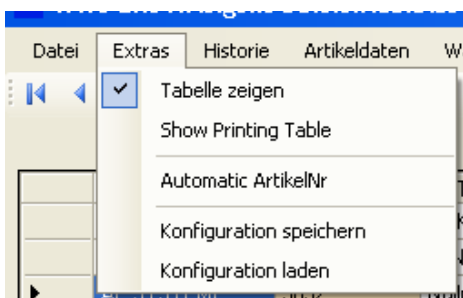 Datei Extras Historie Artikeldaten
Tabelle zeigen
Show Printing Table
Automatic ArtikelNr
Konfiguration speichern
Konfiguration laden